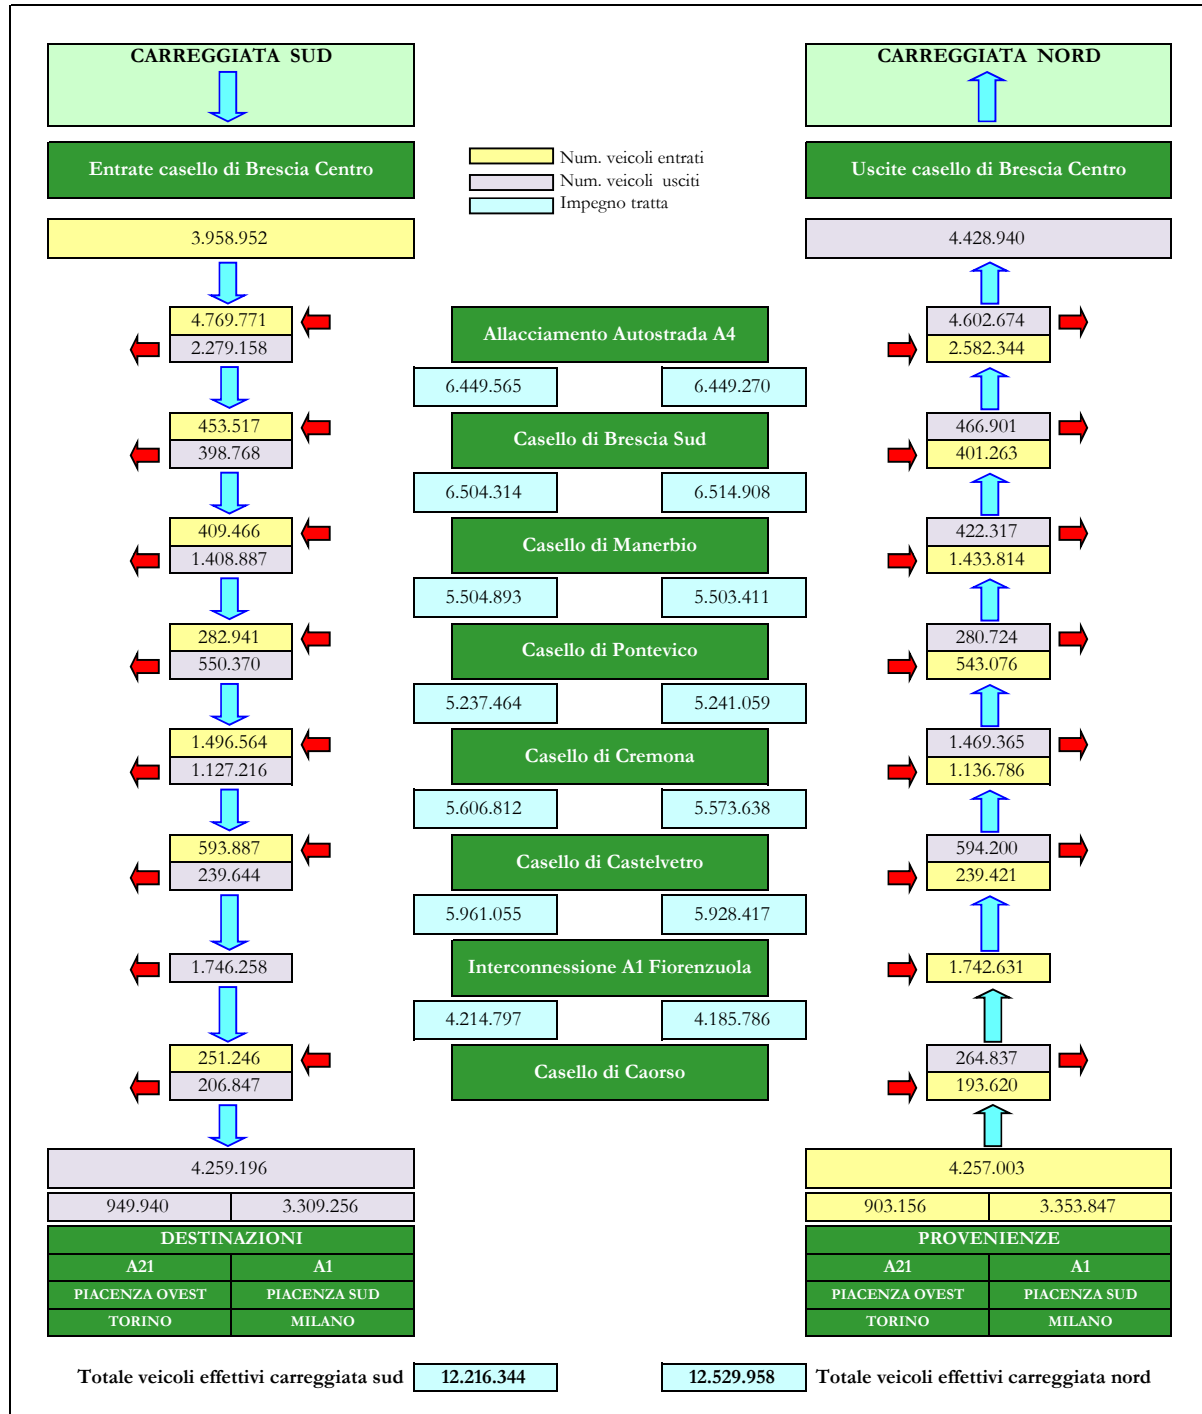 CARREGGIATA SUD
CARREGGIATA NORD
Entrate casello di Brescia Centro
Num. veicoli entrati
Num. veicoli usciti
Impegno tratta
Uscite casello di Brescia Centro
3.958.952
4.428.940
4.769.771
2.279.158
Allacciamento Autostrada A4
4.602.674
2.582.344
6.449.565
6.449.270
453.517
398.768
Casello di Brescia Sud
466.901
401.263
6.504.314
6.514.908
409.466
1.408.887
Casello di Manerbio
422.317
1.433.814
5.504.893
5.503.411
282.941
550.370
Casello di Pontevico
280.724
543.076
5.237.464
5.241.059
1.496.564
1.127.216
Casello di Cremona
1.469.365
1.136.786
5.606.812
5.573.638
593.887
239.644
Casello di Castelvetro
594.200
239.421
5.961.055
5.928.417
1.746.258
Interconnessione A1 Fiorenzuola
1.742.631
4.214.797
4.185.786
251.246
206.847
Casello di Caorso
264.837
193.620
4.259.196
4.257.003
949.940
3.309.256
903.156
3.353.847
DESTINAZIONI
PROVENIENZE
A21
A1
A21
A1
PIACENZA OVEST
PIACENZA SUD
PIACENZA OVEST
PIACENZA SUD
TORINO
MILANO
TORINO
MILANO
Totale veicoli effettivi carreggiata sud
12.216.344
12.529.958
Totale veicoli effettivi carreggiata nord